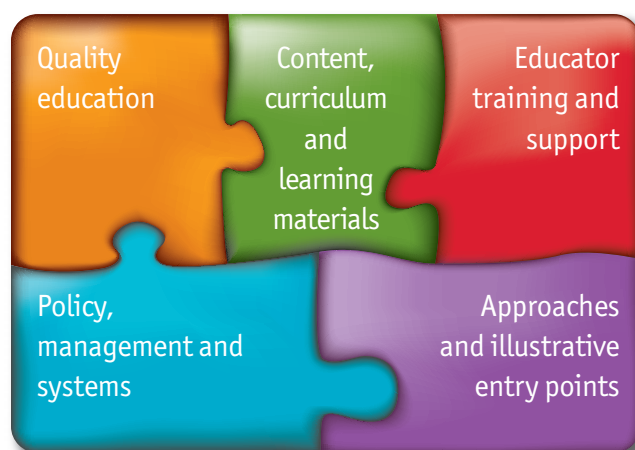 Quality
education
Content,
curriculum
and
learning
materials
Educator
training and
support
Policy,
management and
systems
Approaches
and illustrative
entry points